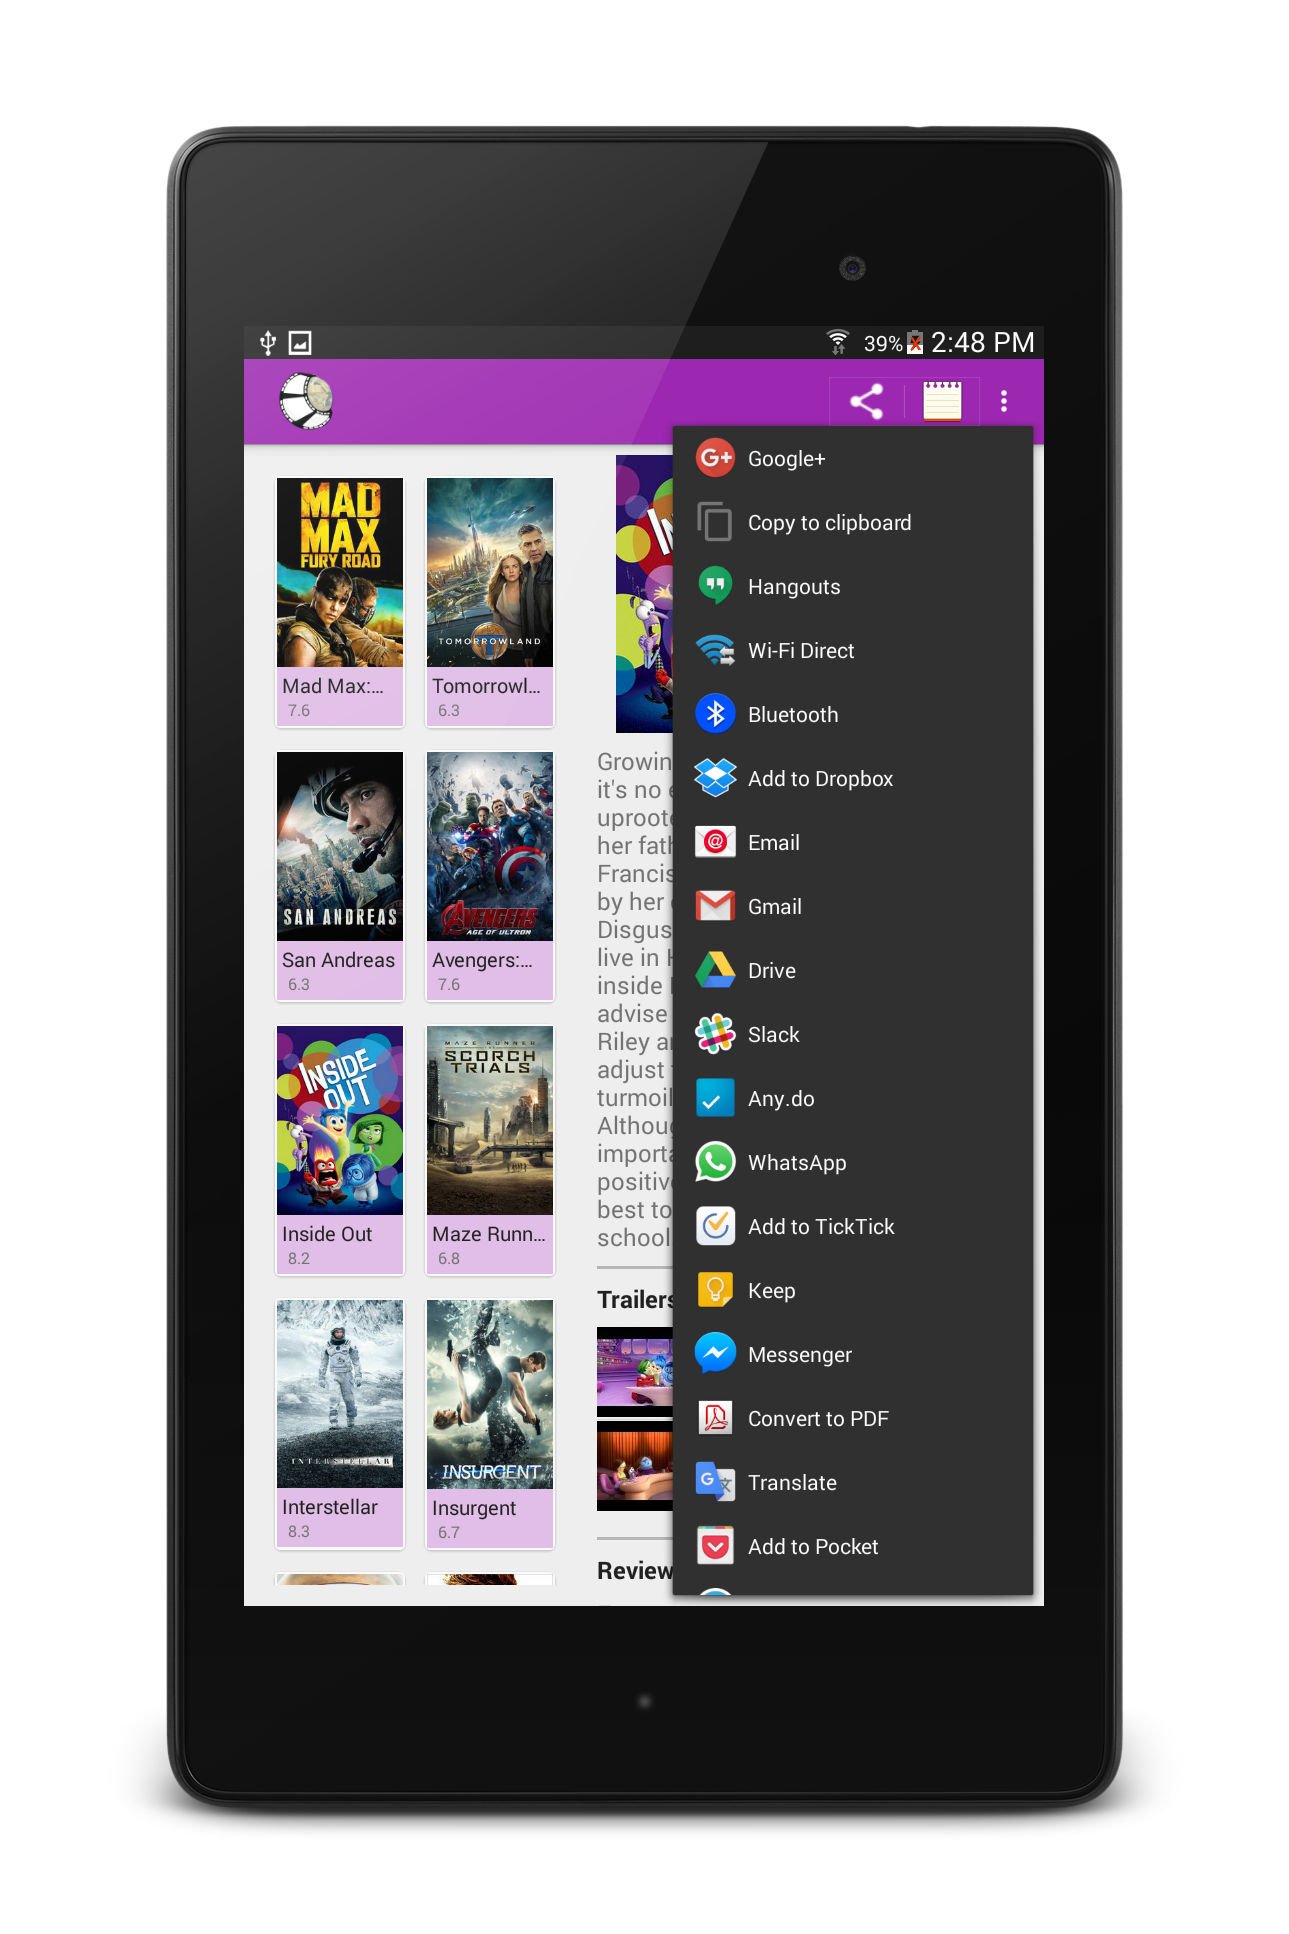 39% 2:48 PM
MAD
MAX
FURY ROAD
Mad Max:...
7.6
TOMORROWLAND
Tomorrowl...
6.3
SAN ANDREAS
San Andreas
6.3
AVENGERS
AGE OF ULTRON
Avengers:...
7.6
INSIDE
OUT
Inside Out
8.2
MAZE RUNNER
SCORCH
TRIALS
Maze Runn...
6.8
INTERSTELLAR
Interstellar
8.3
INSURGENT
Insurgent
6.7
Growin
it's no
uproote
her fath
Francis
by her
Disgus
live in
inside
advise
Riley a
adjust
turmoil
Althoug
importa
positiv
best to
school
Trailers
Review
G+ Google+
Copy to clipboard
Hangouts
Wi-Fi Direct
Bluetooth
Add to Dropbox
@ Email
Gmail
Drive
Slack
Any.do
WhatsApp
Add to TickTick
Keep
Messenger
Convert to PDF
G Translate
Add to Pocket